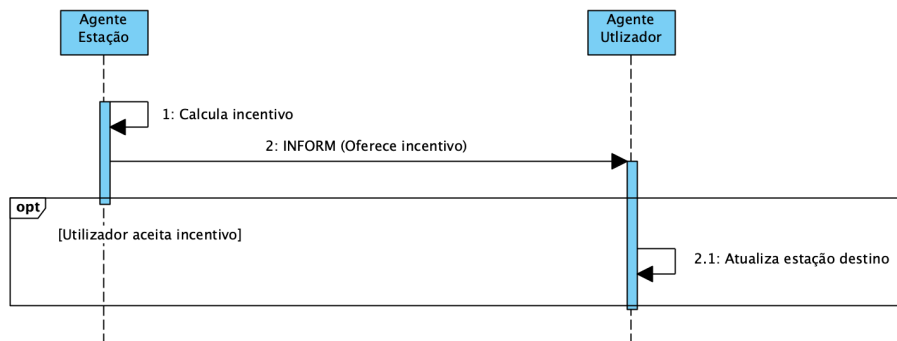 Agente
Estação
Agente
Utlizador
1: Calcula incentivo
2: INFORM (Oferece incentivo)
opt
[Utilizador aceita incentivo]
2.1: Atualiza estação destino